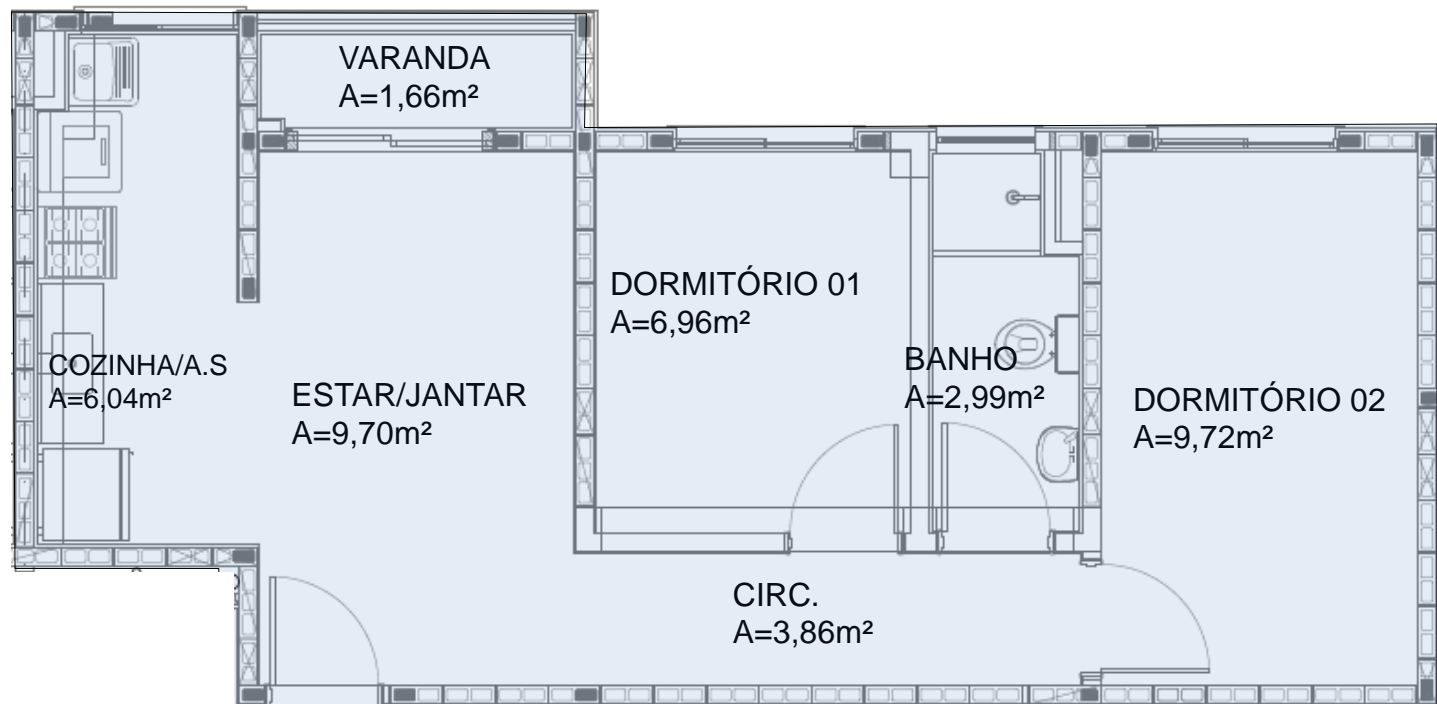 VARANDA
A=1,66m²
DORMITÓRIO 01
A=6,96m²
COZINHA/A.S
A=6,04m²
ESTAR/JANTAR
A=9,70m²
BANHO
A=2,99m²
DORMITÓRIO 02
A=9,72m²
CIRC.
A=3,86m²